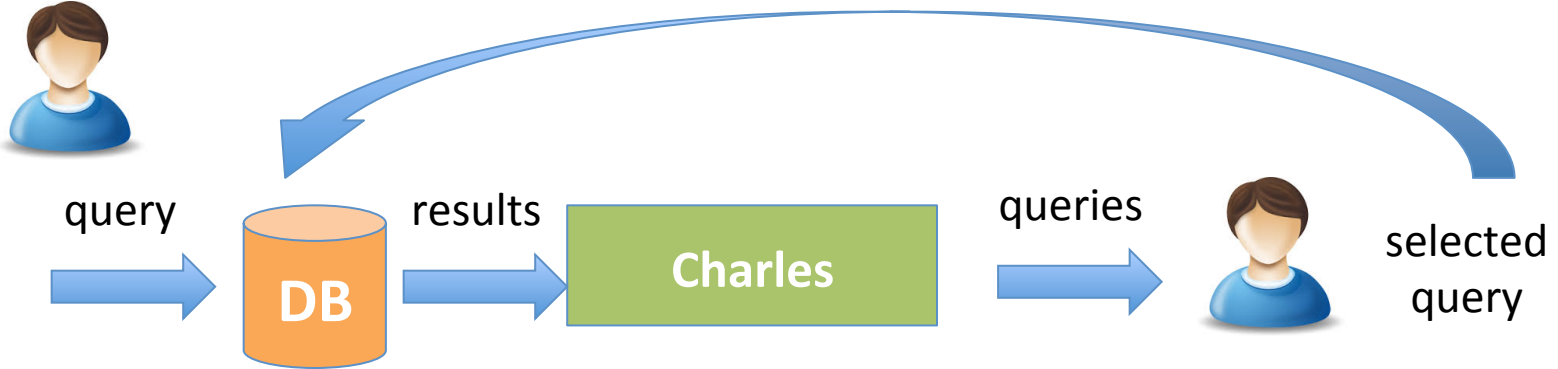 query
DB
results
Charles
queries
selected
query